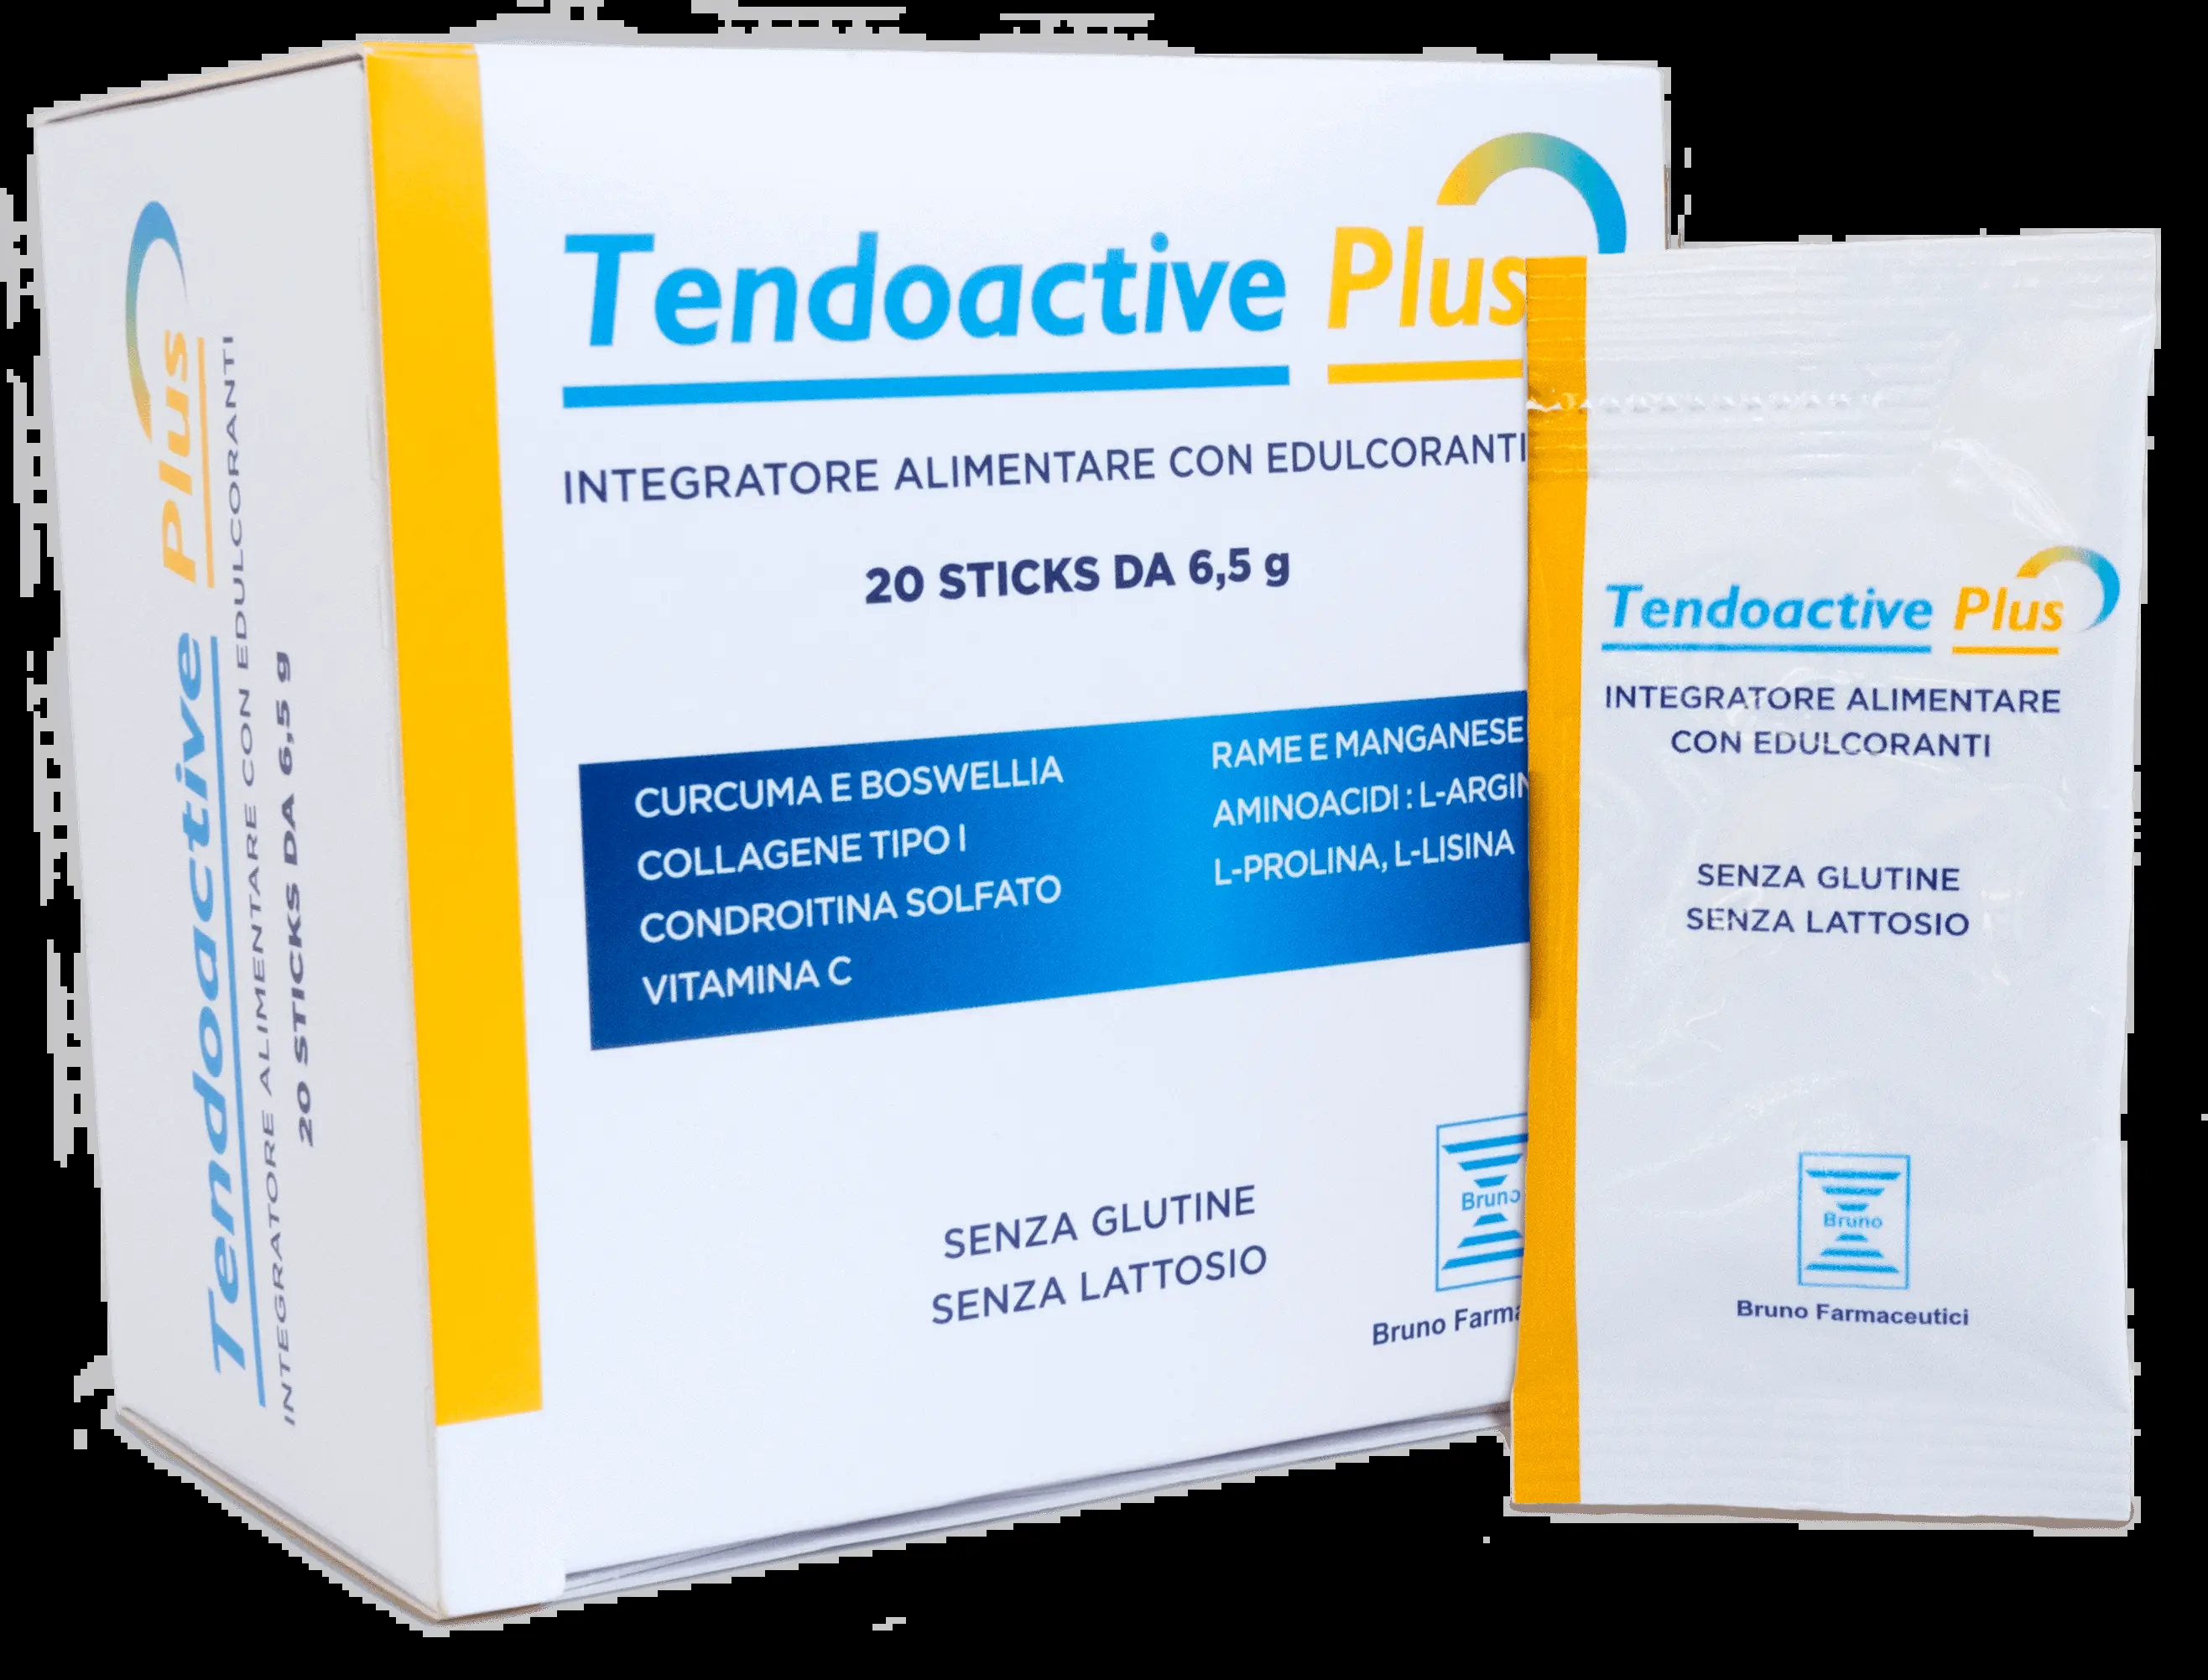 Tendoactive Plus
INTEGRATORE ALIMENTARE CON EDULCORANTI
20 STICKS DA 6,5 g
Tendoactive Plus
INTEGRATORE ALIMENTARE CON EDULCORANTI
20 STICKS DA 6,5 g
CURCUMA E BOSWELLIA
COLLAGENE TIPO I
CONDROITINA SOLFATO
VITAMINA C
RAME E MANGANESE
AMINOACIDI : L-ARGIN
L-PROLINA, L-LISINA
SENZA GLUTINE
SENZA LATTOSIO
Bruno
Bruno Farma
Tendoactive Plus
INTEGRATORE ALIMENTARE
CON EDULCORANTI
SENZA GLUTINE
SENZA LATTOSIO
Bruno
Bruno Farmaceutici